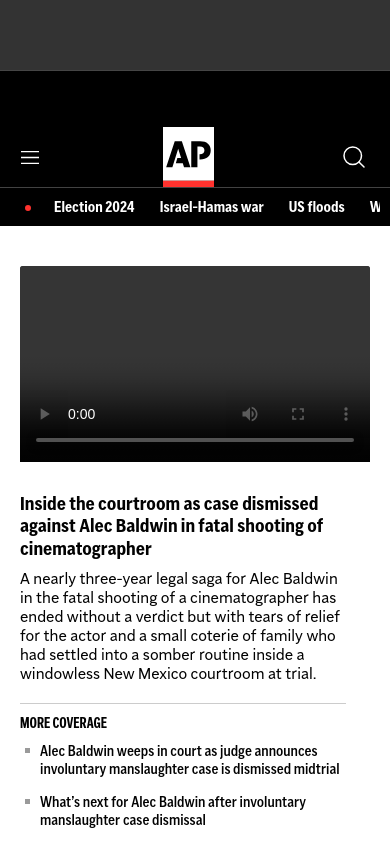 AP
Election 2024 Israel-Hamas war US floods
0:00
Inside the courtroom as case dismissed
against Alec Baldwin in fatal shooting of
cinematographer
A nearly three-year legal saga for Alec Baldwin
in the fatal shooting of a cinematographer has
ended without a verdict but with tears of relief
for the actor and a small coterie of family who
had settled into a somber routine inside a
windowless New Mexico courtroom at trial.
MORE COVERAGE
Alec Baldwin weeps in court as judge announces
involuntary manslaughter case is dismissed midtrial
What’s next for Alec Baldwin after involuntary
manslaughter case dismissal